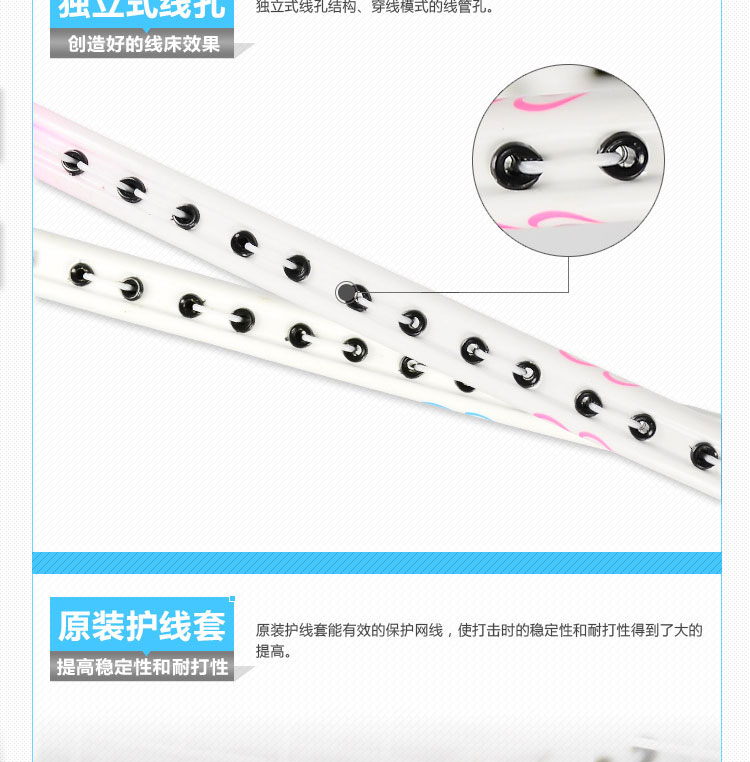 独立式线孔
独立式线孔结构、穿线模式的线管孔。
创造好的线床效果
原装护线套
原装护线套能有效的保护网线，使打击时的稳定性和耐打性得到了大的
提高。
提高稳定性和耐打性